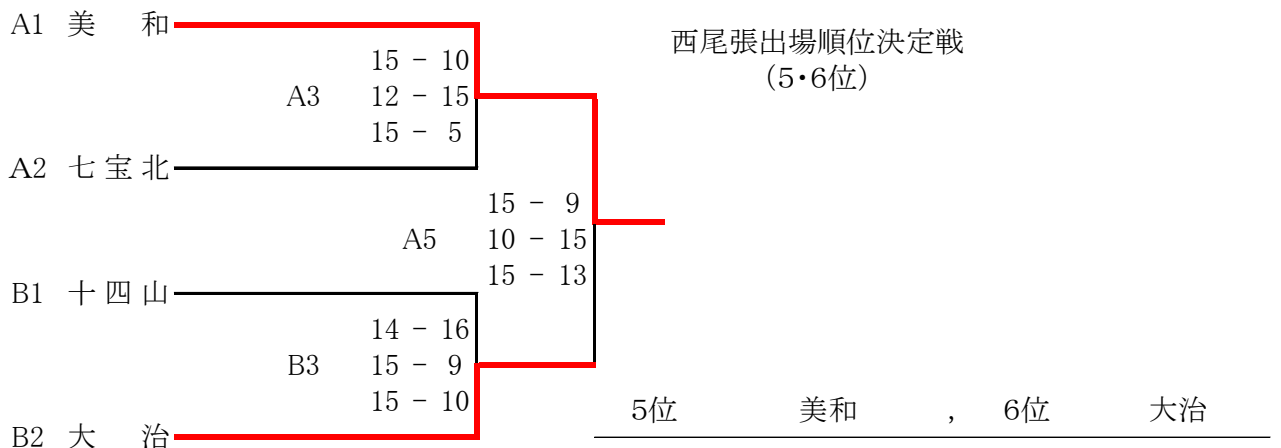 A1 美 和
西尾張出場順位決定戦
(5・6位)
15 - 10
A3 12 - 15
15 - 5
A2 七 宝 北
15 - 9
A5 10 - 15
15 - 13
B1 十 四 山
14 - 16
B3 15 - 9
15 - 10
5位 美和 , 6位 大治
B2 大 治